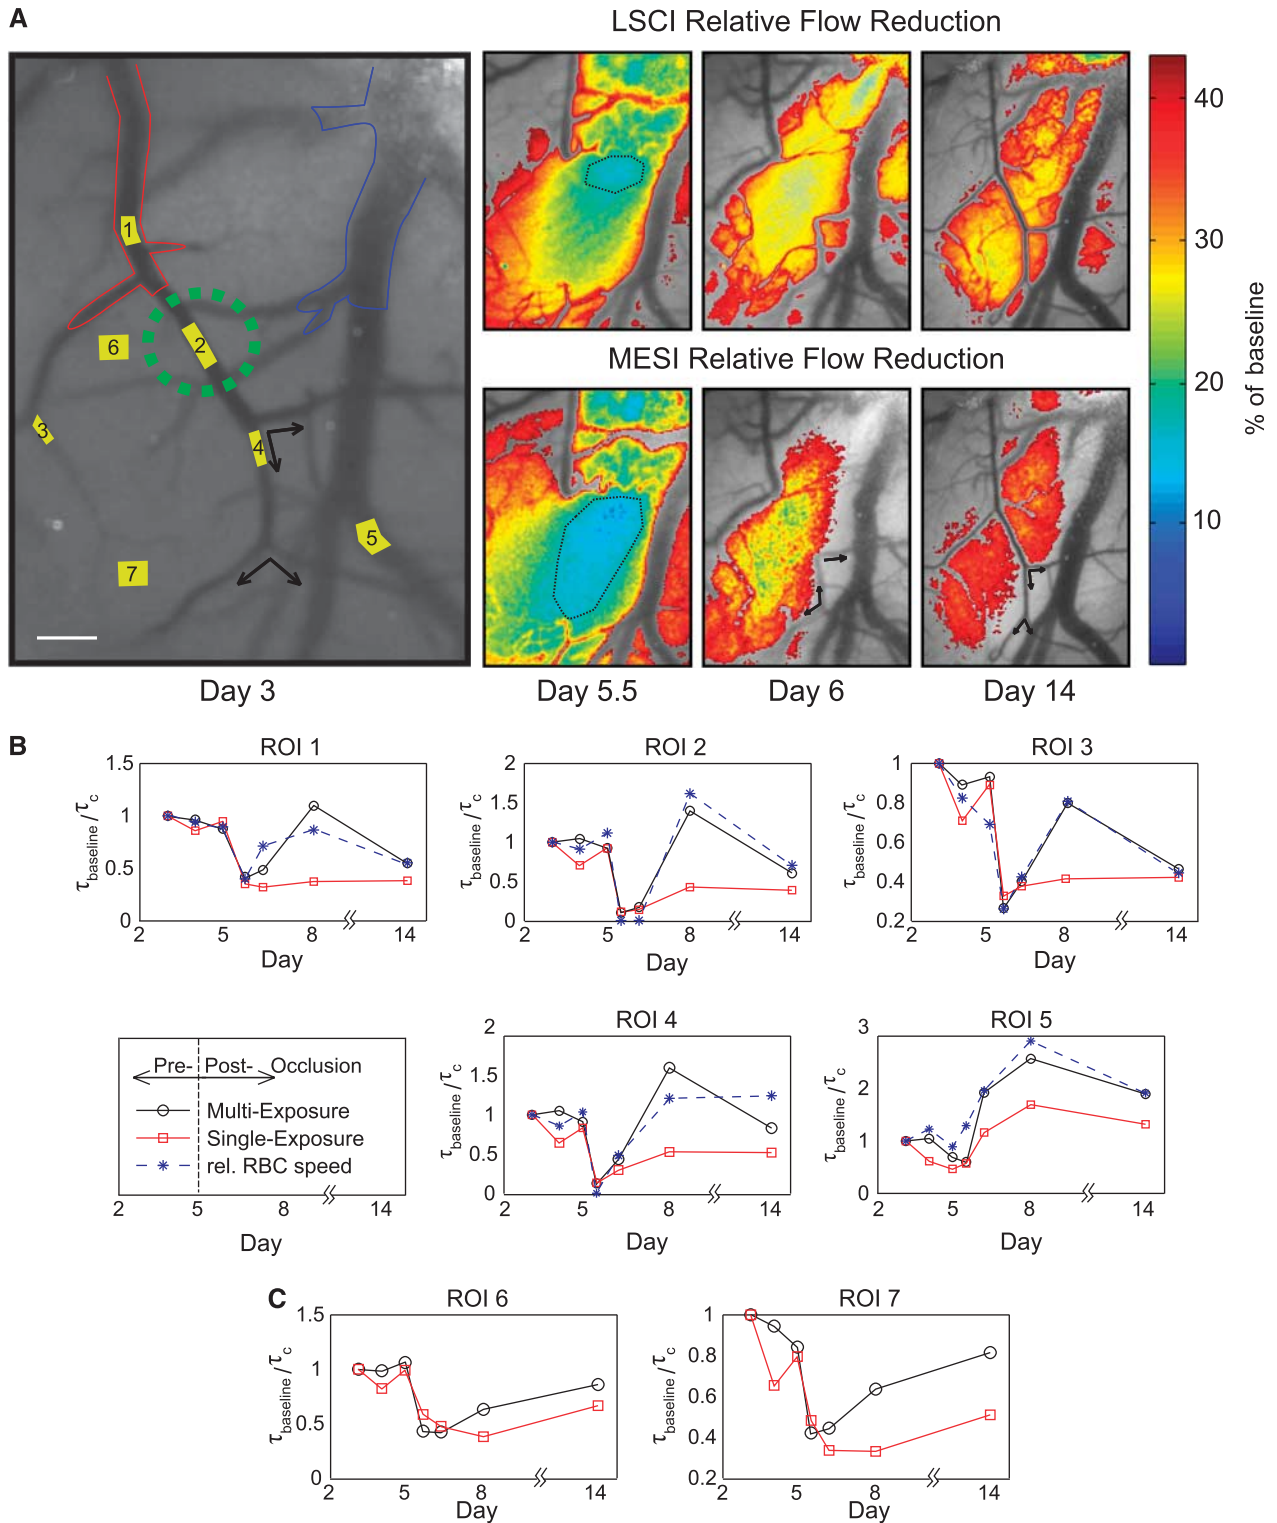 A
LSCI Relative Flow Reduction
1
2
3
4
5
6
7
MESI Relative Flow Reduction
40
30
20
10
% of baseline
Day 3
Day 5.5
Day 6
Day 14
B
ROI 1
1.5
1
0.5
0
τbaseline/τc
2 5 8 14
Day
ROI 2
2
1.5
1
0.5
0
τbaseline/τc
2 5 8 14
Day
ROI 3
1
0.8
0.6
0.4
0.2
τbaseline/τc
2 5 8 14
Day
Pre- Post- Occlusion
Multi-Exposure
Single-Exposure
rel. RBC speed
2 5 8 14
Day
ROI 4
2
1.5
1
0.5
0
τbaseline/τc
2 5 8 14
Day
ROI 5
3
2
1
0
τbaseline/τc
2 5 8 14
Day
C
ROI 6
1.5
1
0.5
0
τbaseline/τc
2 5 8 14
Day
ROI 7
1
0.8
0.6
0.4
0.2
τbaseline/τc
2 5 8 14
Day